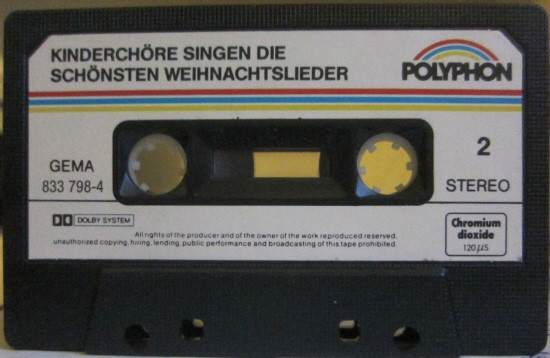 KINDERCHÖRE SINGEN DIE
SCHÖNSTEN WEIHNACHTSLIEDER
POLYPHON
GEMA
833 798-4
2
STEREO
DOLBY SYSTEM
All rights of the producer and of the owner of the work reproduced reserved,
unauthorized copying, hiring, lending, public performance and broadcasting of this tape prohibited.
Chromium
dioxide
120 µS